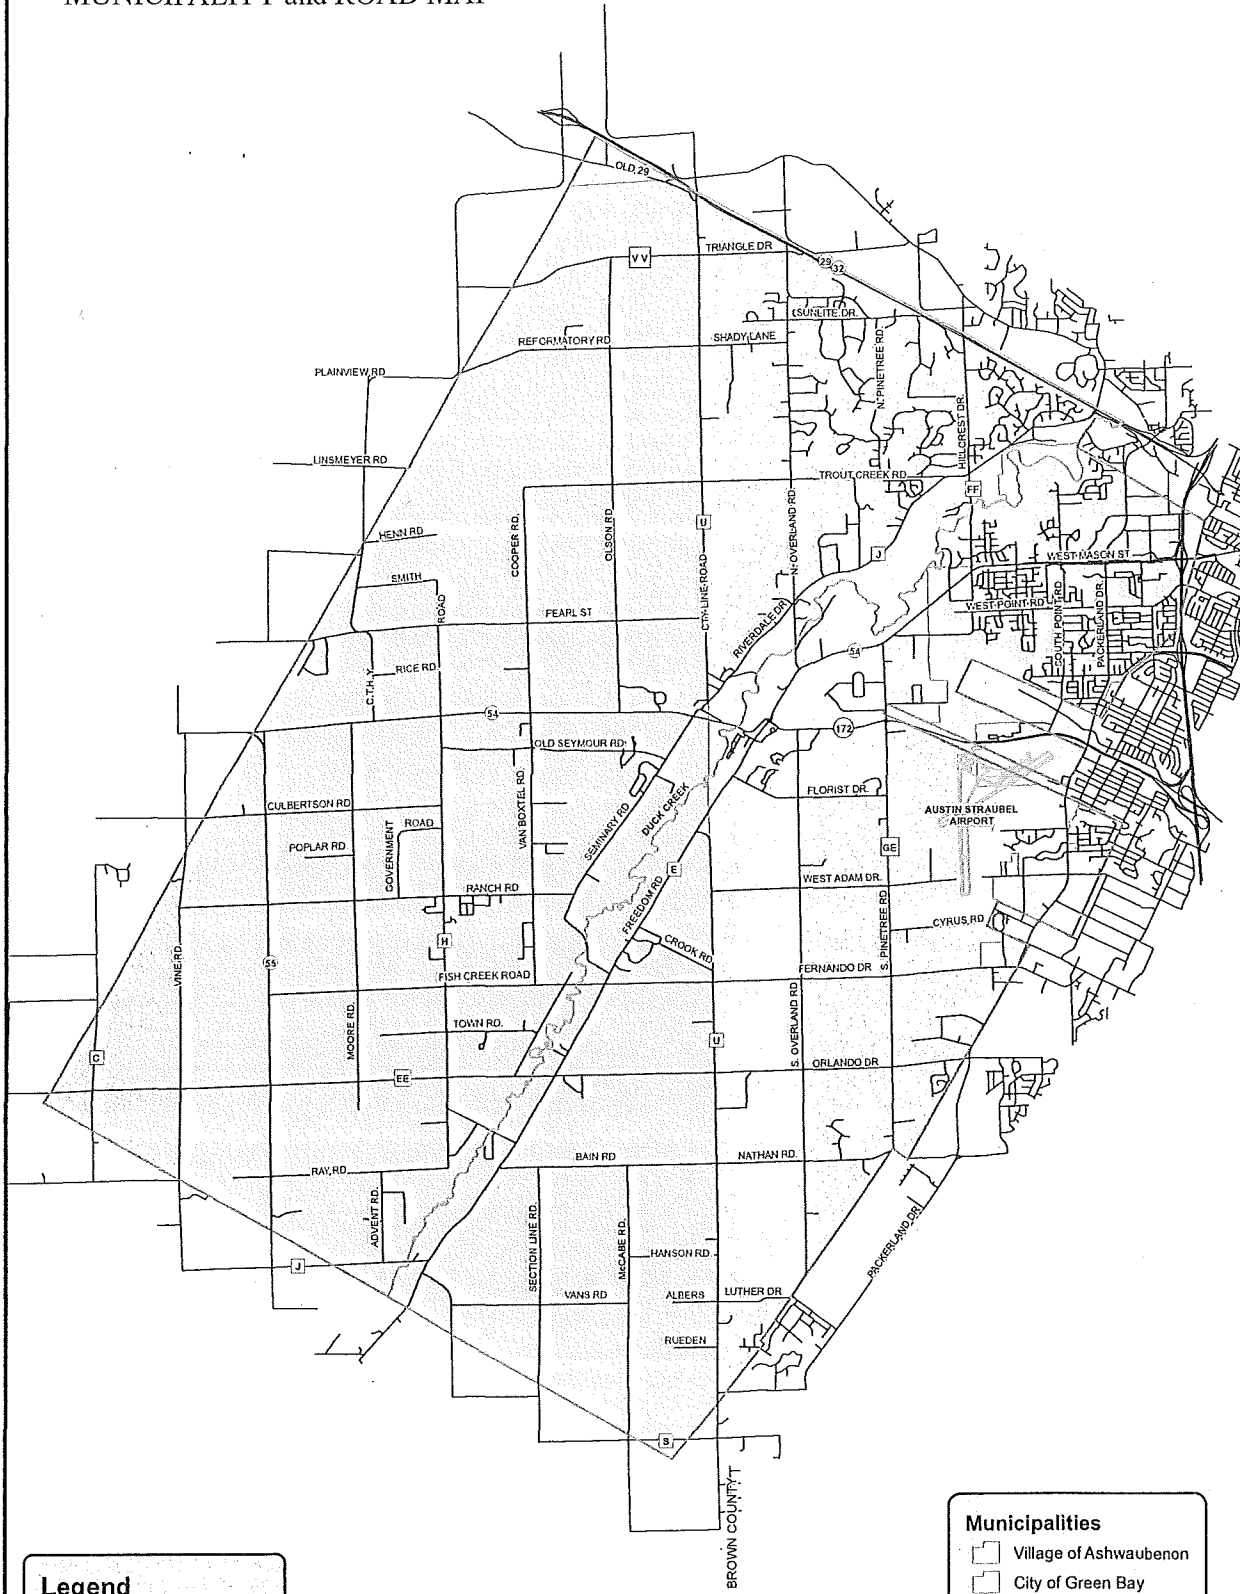 MUNICIPALITY and ROAD MAP
OLD 29
TRIANGLE DR
VV
29
32
SUNLITE DR.
REFORMATORY RD
SHADY LANE
N. PINETREE RD.
PLAINVIEW RD
HILLCREST DR.
LINSMEYER RD
TROUT CREEK RD
FF
COOPER RD.
OLSON RD
U
N. OVERLAND RD.
HENN RD
J
WEST MASON ST
SMITH
ROAD
CTY LINE ROAD
WEST POINT RD
SOUTH POINT RD
PACKERLAND DR.
PEARL ST
RIVERDALE DR
54
RICE RD
C.T.H. Y
54
172
OLD SEYMOUR RD.
VAN BOXTEL RD.
FLORIST DR.
CULBERTSON RD
SEMINARY RD
DUCK CREEK
AUSTIN STRAUBEL
AIRPORT
ROAD
POPLAR RD
GOVERNMENT
GE
E
WEST ADAM DR.
RANCH RD
FREEDOM RD
S. PINETREE RD
CYRUS RD
H
CROOK RD
VINE RD.
55
FISH CREEK ROAD
FERNANDO DR
TOWN RD.
MOORE RD.
S. OVERLAND RD
U
C
ORLANDO DR
EE
BAIN RD
NATHAN RD.
RAY RD
ADVENT RD.
SECTION LINE RD.
McCABE RD.
PACKERLAND DR
HANSON RD.
J
VANS RD
ALBERS
LUTHER DR
RUEDEN
S
BROWN COUNTY
Municipalities
Village of Ashwaubenon
City of Green Bay
Legend